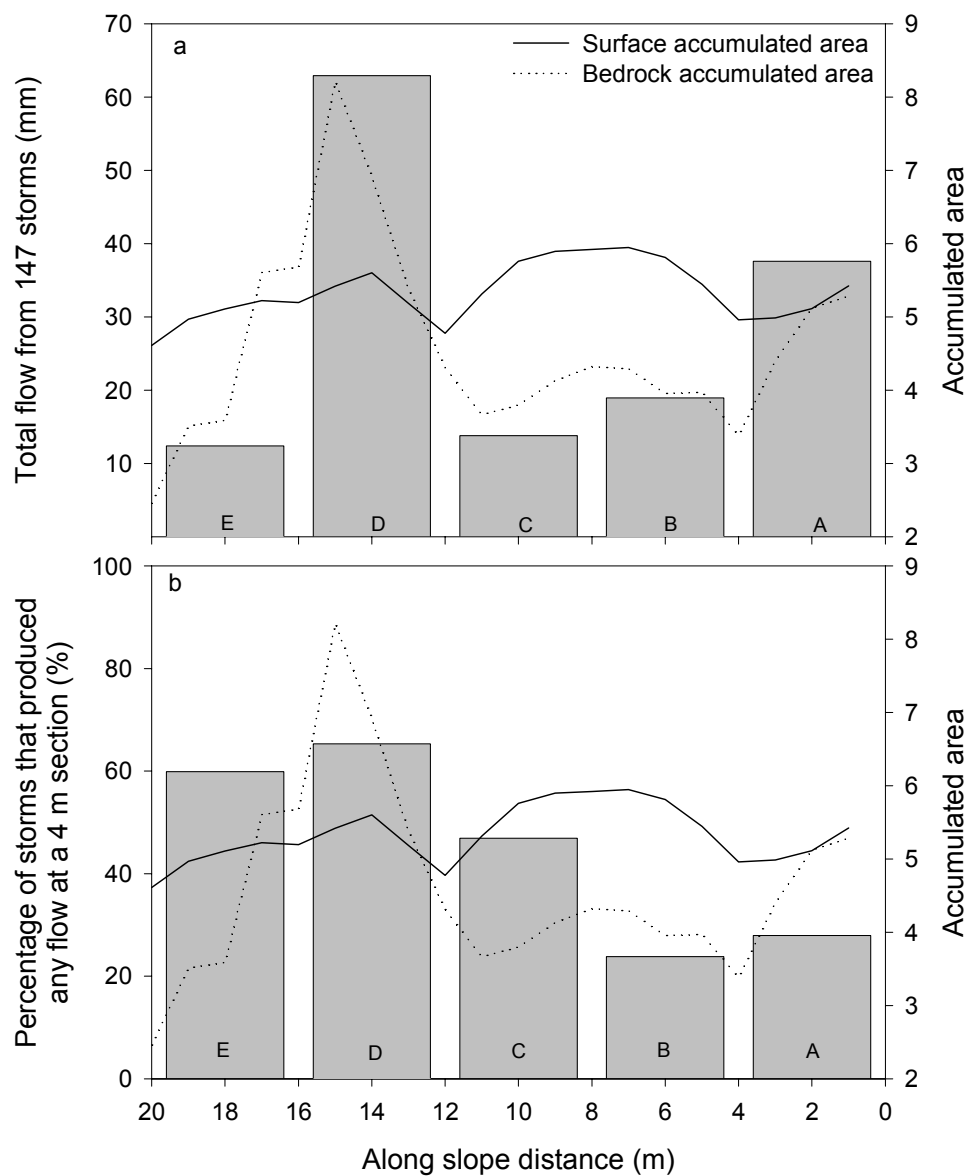 a
Surface accumulated area
Bedrock accumulated area
Total flow from 147 storms (mm)
70
60
50
40
30
20
10
9
8
7
6
5
4
3
2
Accumulated area
E
D
C
B
A
b
Percentage of storms that produced
any flow at a 4 m section (%)
100
80
60
40
20
0
9
8
7
6
5
4
3
2
Accumulated area
E
D
C
B
A
20 18 16 14 12 10 8 6 4 2 0
Along slope distance (m)